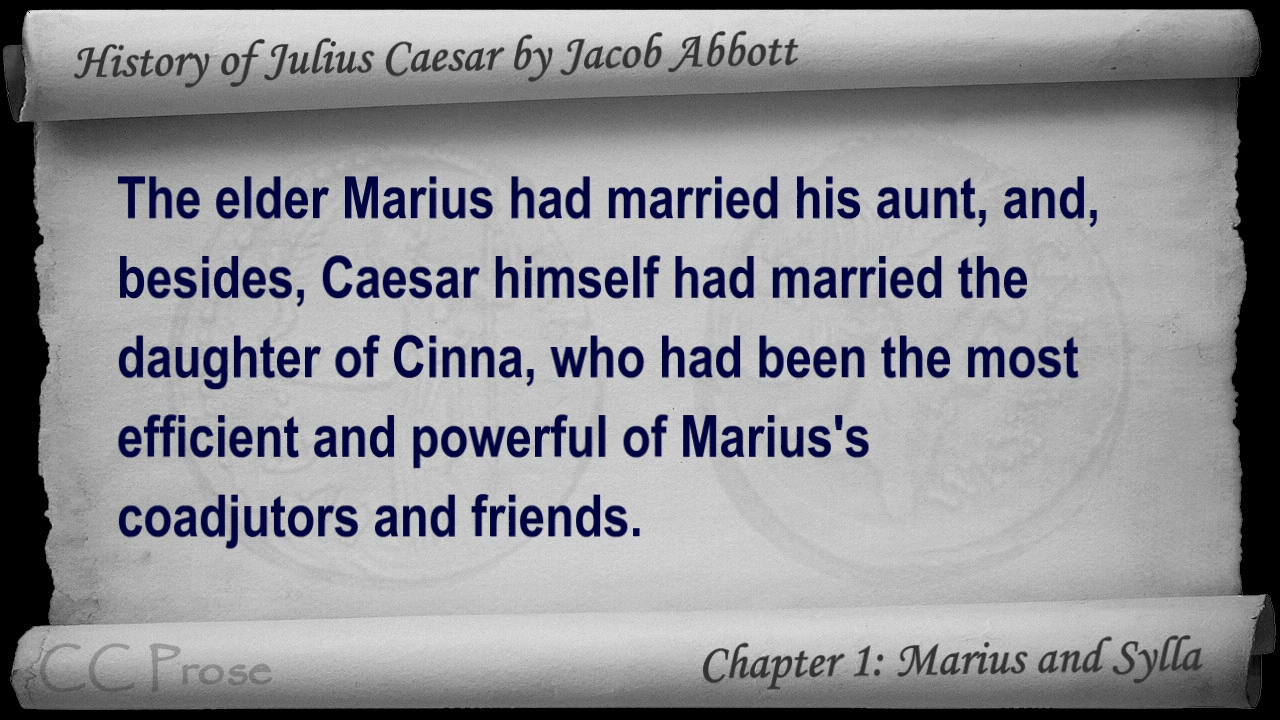 History of Julius Caesar by Jacob Abbott
The elder Marius had married his aunt, and,
besides, Caesar himself had married the
daughter of Cinna, who had been the most
efficient and powerful of Marius's
coadjutors and friends.
CC Prose
Chapter 1: Marius and Sylla